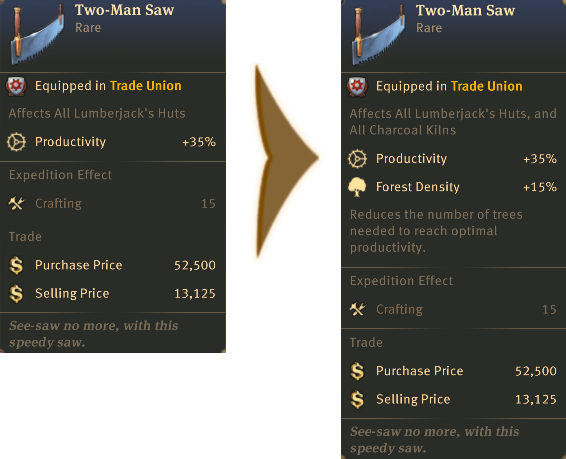 Two-Man Saw
Rare
Equipped in Trade Union
Affects All Lumberjack's Huts
Productivity +35%
Expedition Effect
Crafting 15
Trade
Purchase Price 52,500
Selling Price 13,125
See-saw no more, with this
speedy saw.
Two-Man Saw
Rare
Equipped in Trade Union
Affects All Lumberjack's Huts, and
All Charcoal Kilns
Productivity +35%
Forest Density +15%
Reduces the number of trees
needed to reach optimal
productivity.
Expedition Effect
Crafting 15
Trade
Purchase Price 52,500
Selling Price 13,125
See-saw no more, with this
speedy saw.